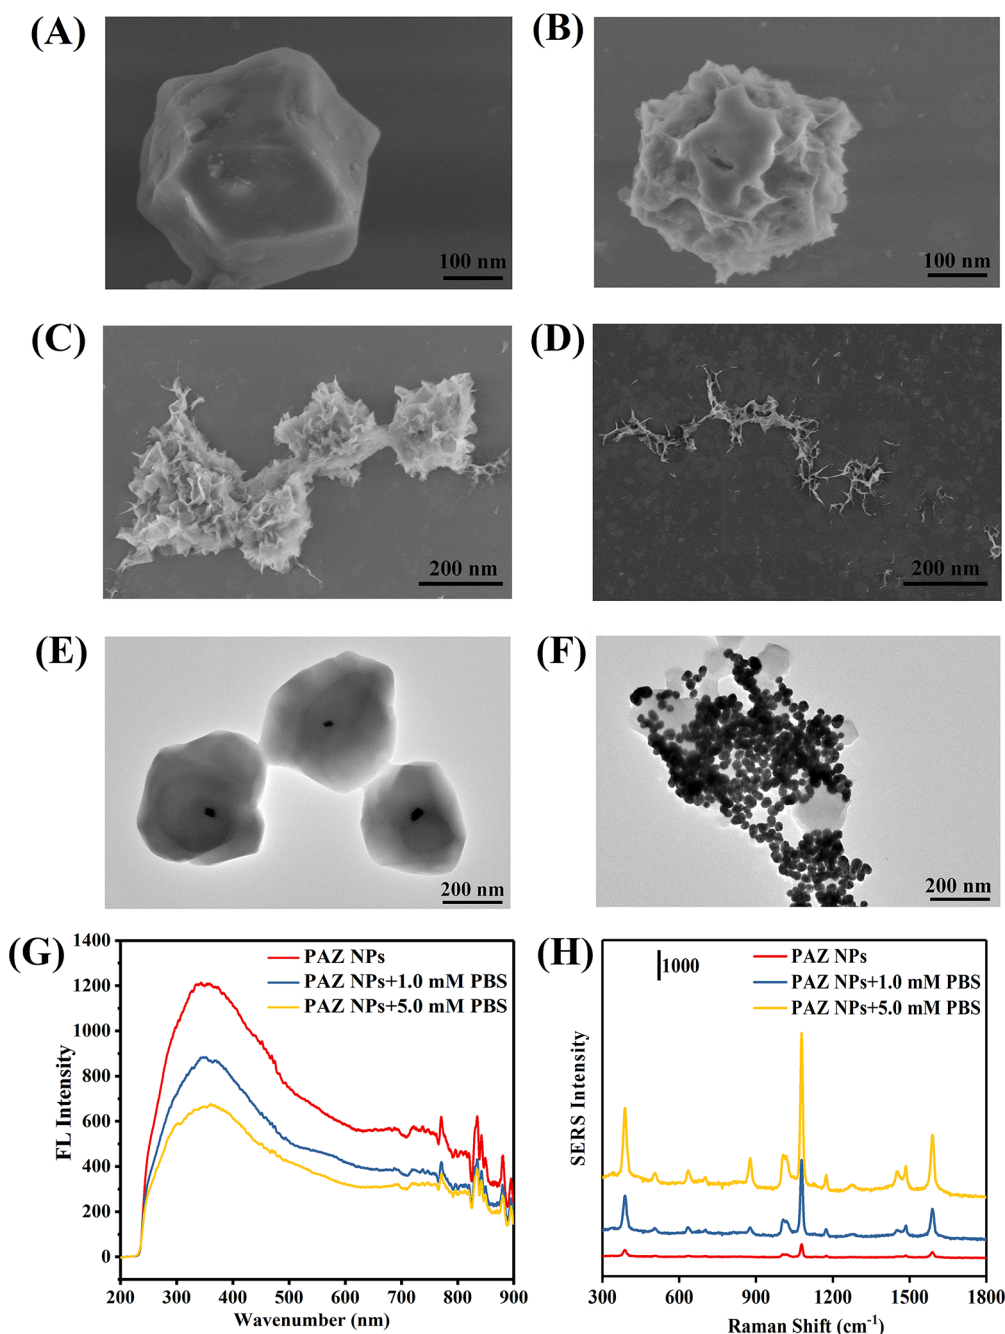 (A)
100 nm
(B)
100 nm
(C)
200 nm
(D)
200 nm
(E)
200 nm
(F)
200 nm
(G)
1400
1200
1000
800
600
400
200
0
FL Intensity
PAZ NPs
PAZ NPs+1.0 mM PBS
PAZ NPs+5.0 mM PBS
200 300 400 500 600 700 800 900
Wavenumber (nm)
(H)
1000
SERS Intensity
PAZ NPs
PAZ NPs+1.0 mM PBS
PAZ NPs+5.0 mM PBS
300 600 900 1200 1500 1800
Raman Shift (cm⁻¹)